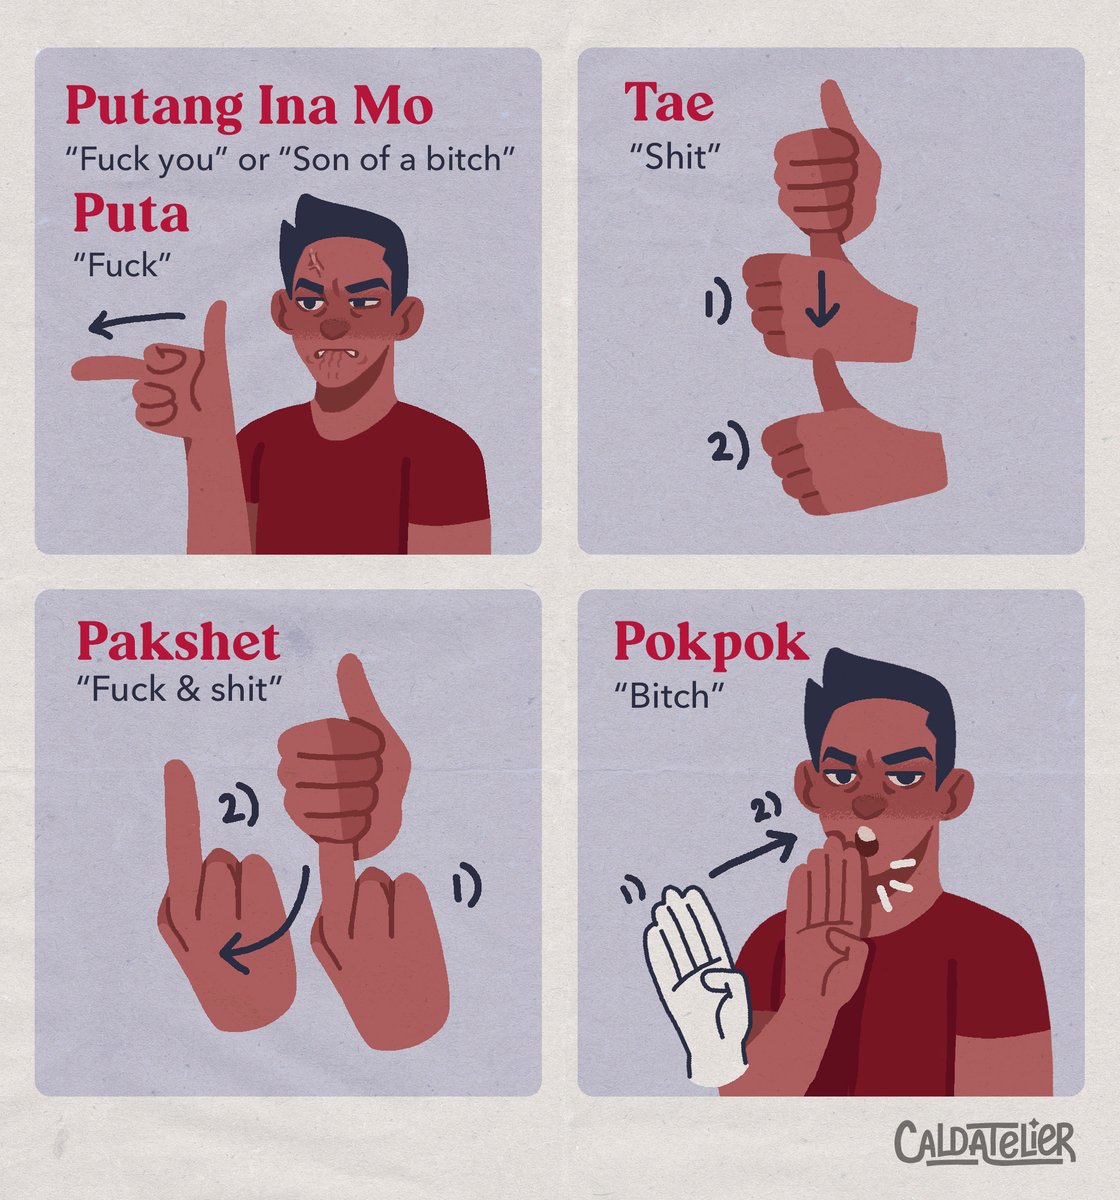 Putang Ina Mo
“Fuck you” or “Son of a bitch”
Puta
“Fuck”
Tae
“Shit”
1)
2)
Pakshet
“Fuck & shit”
2)
1)
Pokpok
“Bitch”
2)
1)
CALDATELIER